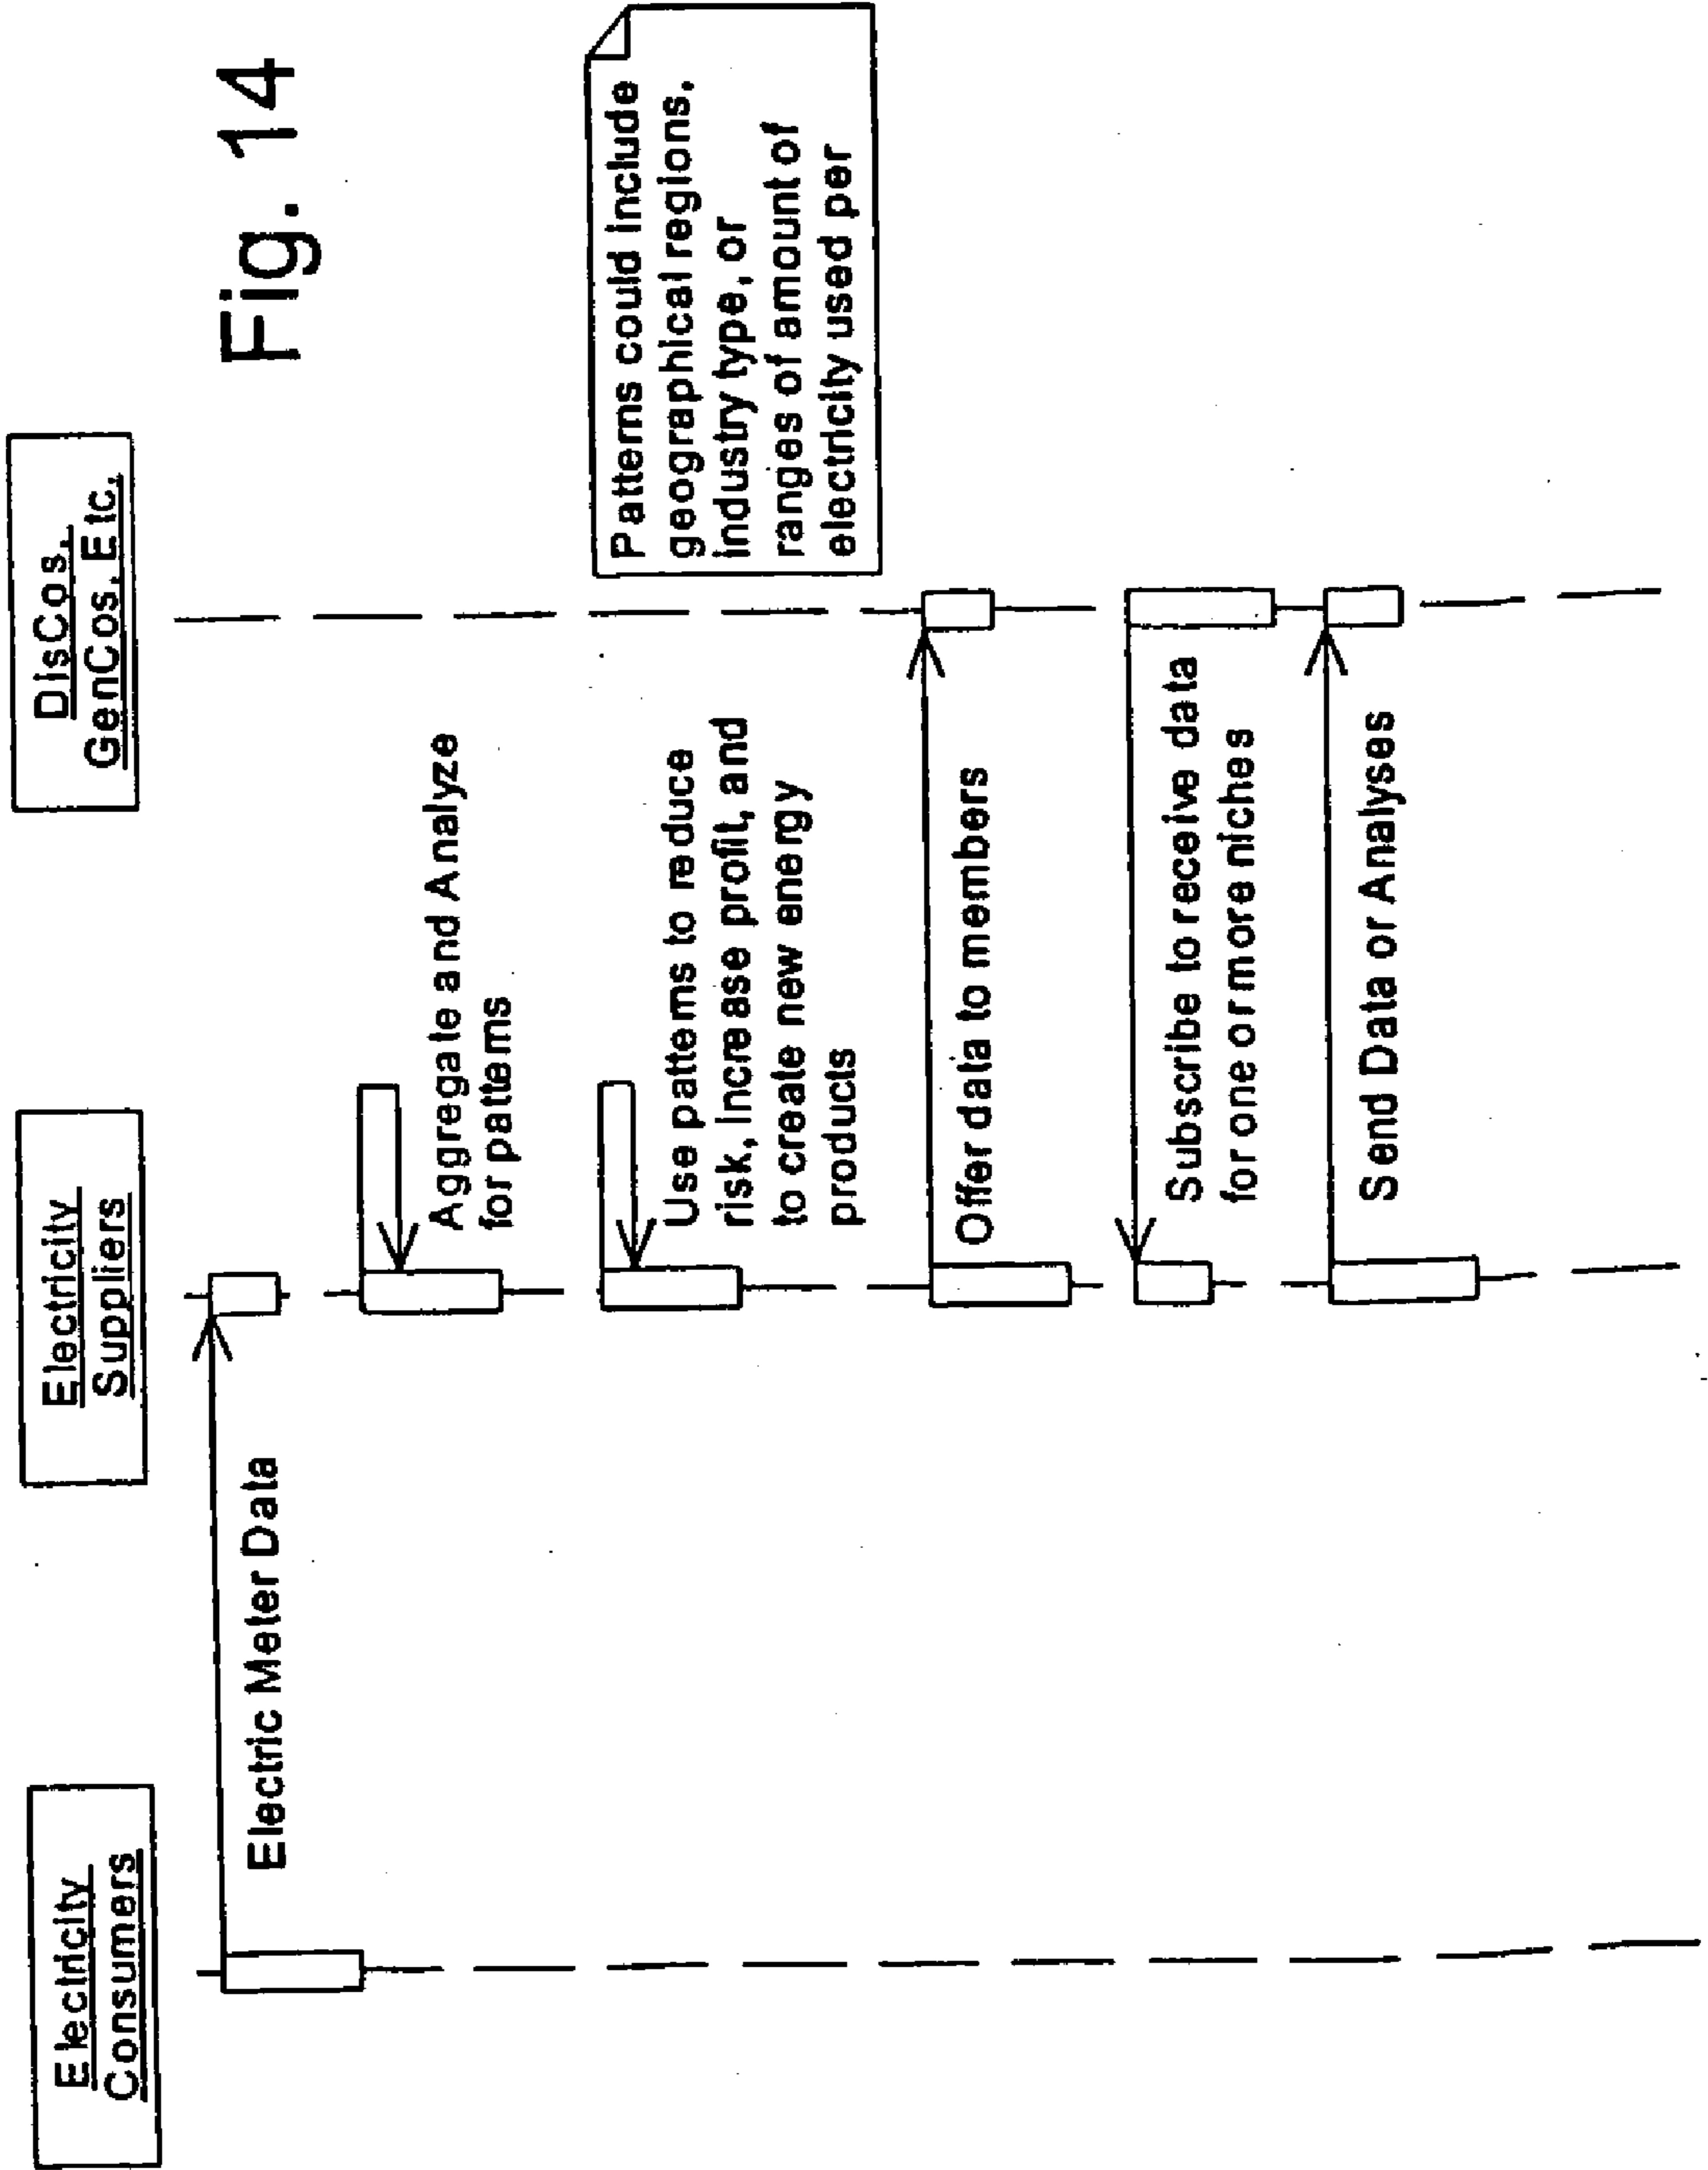 Fig. 14
Electricity
Consumers
Electricity
Suppliers
DisCos,
GenCos, Etc.
Electric Meter Data
Aggregate and Analyze
for patterns
Use patterns to reduce
risk, increase profit, and
to create new energy
products
Patterns could include
geographical regions,
industry type, or
ranges of amount of
electricity used per
Offer data to members
Subscribe to receive data
for one or more niches
Send Data or Analyses